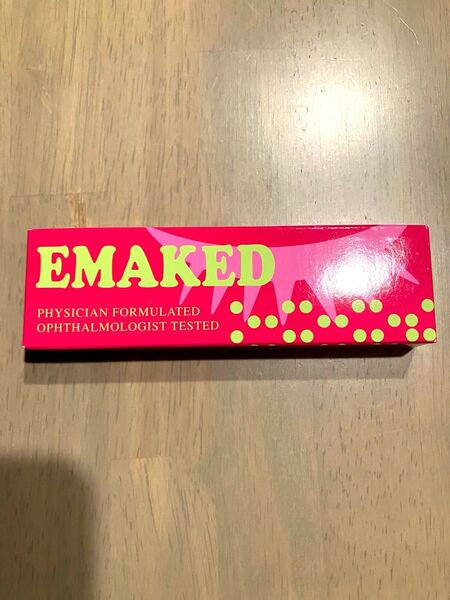 EMAKED
PHYSICIAN FORMULATED
OPHTHALMOLOGIST TESTED